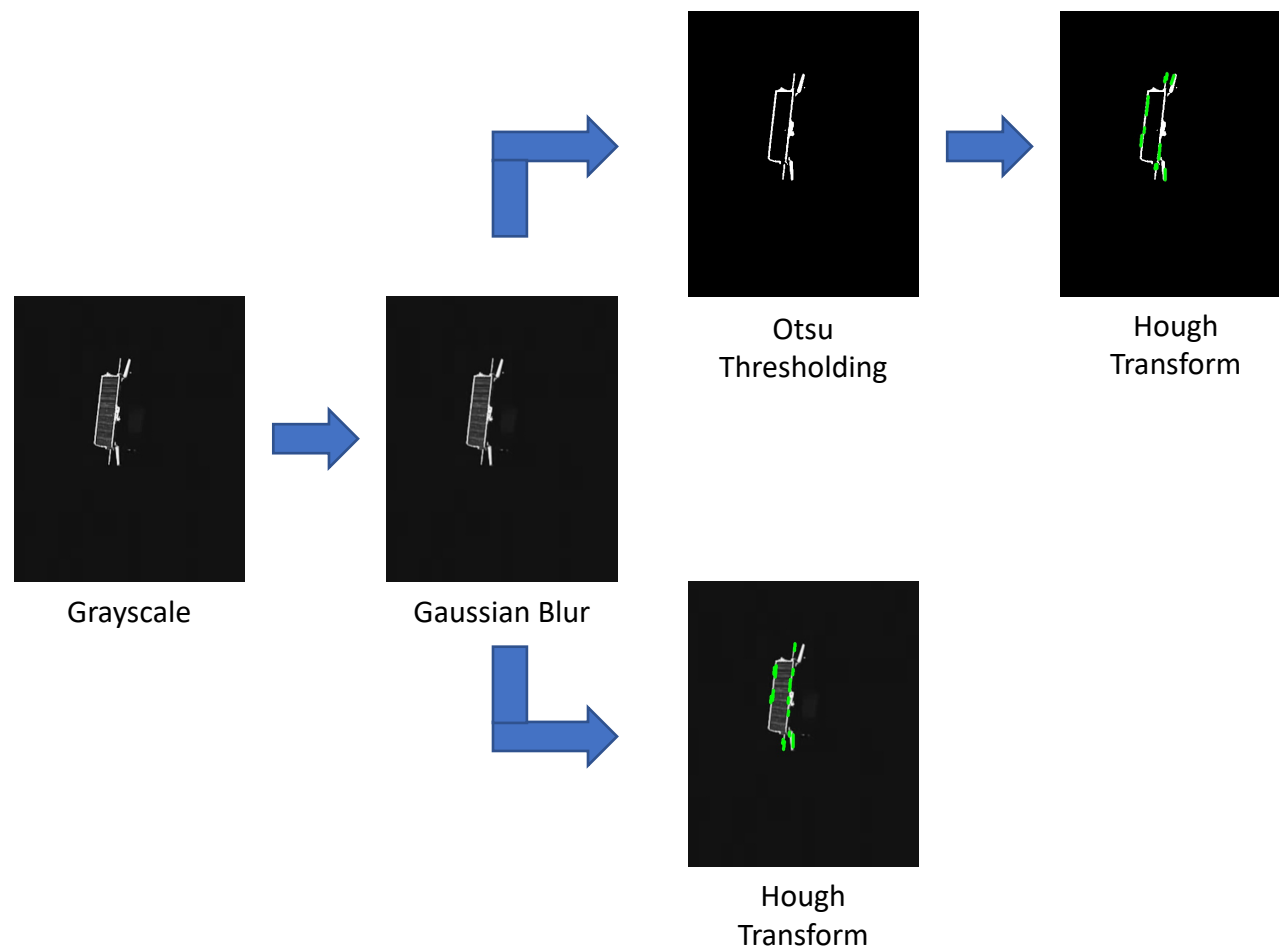 Otsu
Thresholding
Hough
Transform
Grayscale
Gaussian Blur
Hough
Transform